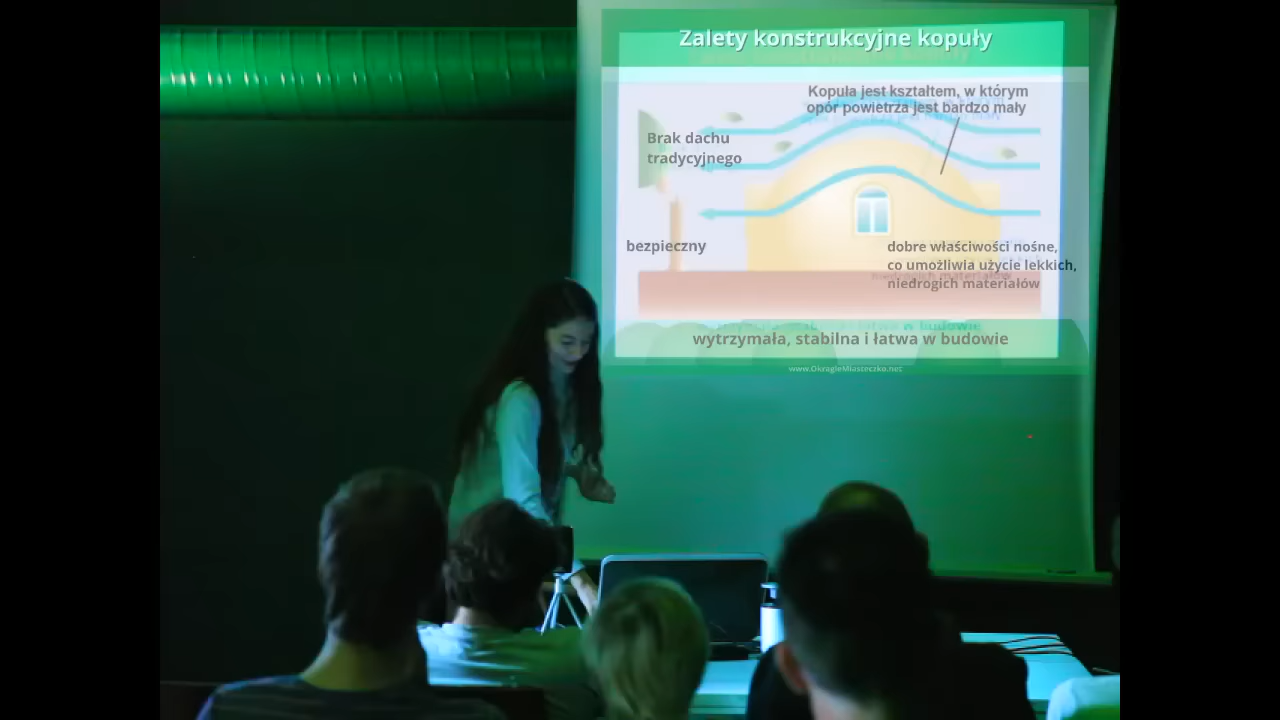 Zalety konstrukcyjne kopuły
Kopuła jest kształtem, w którym
opór powietrza jest bardzo mały
Brak dachu
tradycyjnego
bezpieczny
dobre właściwości nośne,
co umożliwia użycie lekkich,
niedrogich materiałów
wytrzymała, stabilna i łatwa w budowie
www.OkragleMiasteczko.net